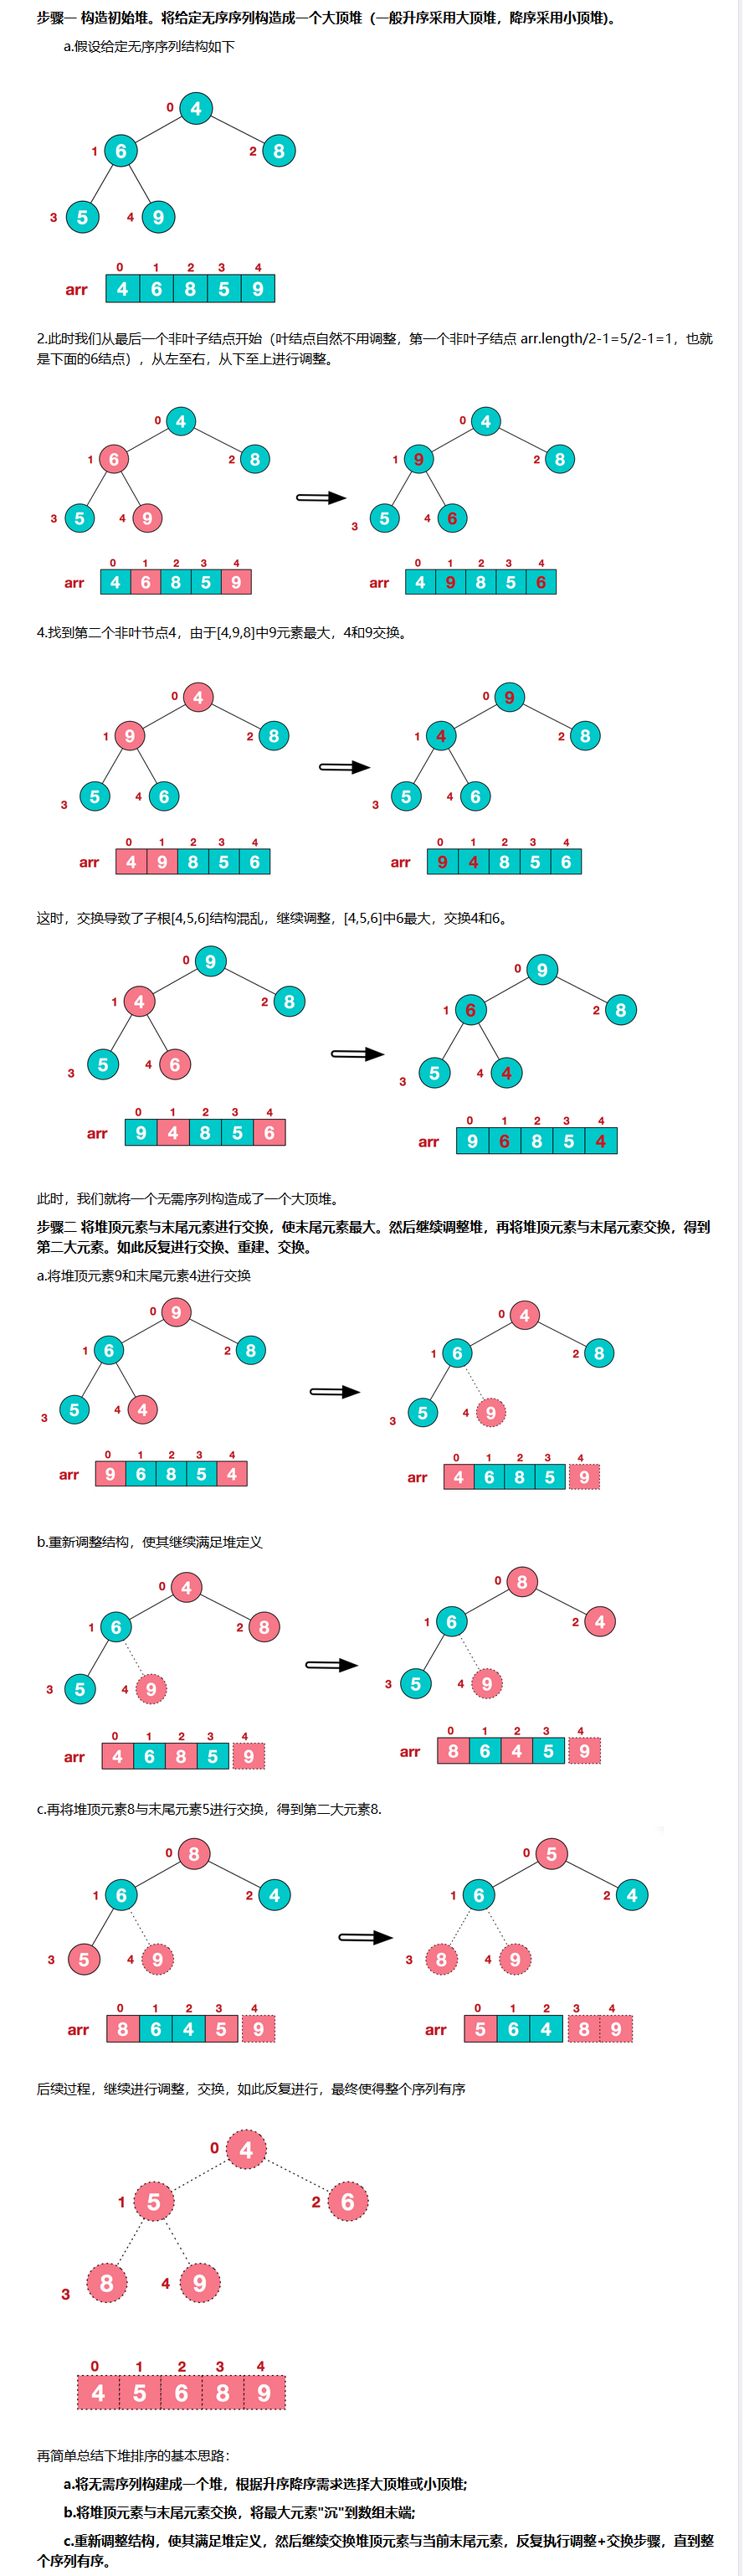 步骤一 构造初始堆。将给定无序序列构造成一个大顶堆（一般升序采用大顶堆，降序采用小顶堆)。
a.假设给定无序序列结构如下
0 4
1 6 2 8
3 5 4 9
0 1 2 3 4
arr 4 6 8 5 9
2.此时我们从最后一个非叶子结点开始（叶结点自然不用调整，第一个非叶子结点 arr.length/2-1=5/2-1=1，也就
是下面的6结点），从左至右，从下至上进行调整。
0 4 0 4
1 6 2 8 1 9 2 8
3 5 4 9 3 5 4 6
0 1 2 3 4 0 1 2 3 4
arr 4 6 8 5 9 arr 4 9 8 5 6
4.找到第二个非叶节点4，由于[4,9,8]中9元素最大，4和9交换。
0 4 0 9
1 9 2 8 1 4 2 8
3 5 4 6 3 5 4 6
0 1 2 3 4 0 1 2 3 4
arr 4 9 8 5 6 arr 9 4 8 5 6
这时，交换导致了子根[4,5,6]结构混乱，继续调整，[4,5,6]中6最大，交换4和6。
0 9 0 9
1 4 2 8 1 6 2 8
3 5 4 6 3 5 4 4
0 1 2 3 4 0 1 2 3 4
arr 9 4 8 5 6 arr 9 6 8 5 4
此时，我们就将一个无需序列构造成了一个大顶堆。
步骤二 将堆顶元素与末尾元素进行交换，使末尾元素最大。然后继续调整堆，再将堆顶元素与末尾元素交换，得到
第二大元素。如此反复进行交换、重建、交换。
a.将堆顶元素9和末尾元素4进行交换
0 9 0 4
1 6 2 8 1 6 2 8
3 5 4 4 3 5 4 9
0 1 2 3 4 0 1 2 3 4
arr 9 6 8 5 4 arr 4 6 8 5 9
b.重新调整结构，使其继续满足堆定义
0 4 0 8
1 6 2 8 1 6 2 4
3 5 4 9 3 5 4 9
0 1 2 3 4 0 1 2 3 4
arr 4 6 8 5 9 arr 8 6 4 5 9
c.再将堆顶元素8与末尾元素5进行交换，得到第二大元素8.
0 8 0 5
1 6 2 4 1 6 2 4
3 5 4 9 3 8 4 9
0 1 2 3 4 0 1 2 3 4
arr 8 6 4 5 9 arr 5 6 4 8 9
后续过程，继续进行调整，交换，如此反复进行，最终使得整个序列有序
0 4
1 5 2 6
3 8 4 9
0 1 2 3 4
4 5 6 8 9
再简单总结下堆排序的基本思路：
a.将无需序列构建成一个堆，根据升序降序需求选择大顶堆或小顶堆;
b.将堆顶元素与末尾元素交换，将最大元素"沉"到数组末端;
c.重新调整结构，使其满足堆定义，然后继续交换堆顶元素与当前末尾元素，反复执行调整+交换步骤，直到整
个序列有序。